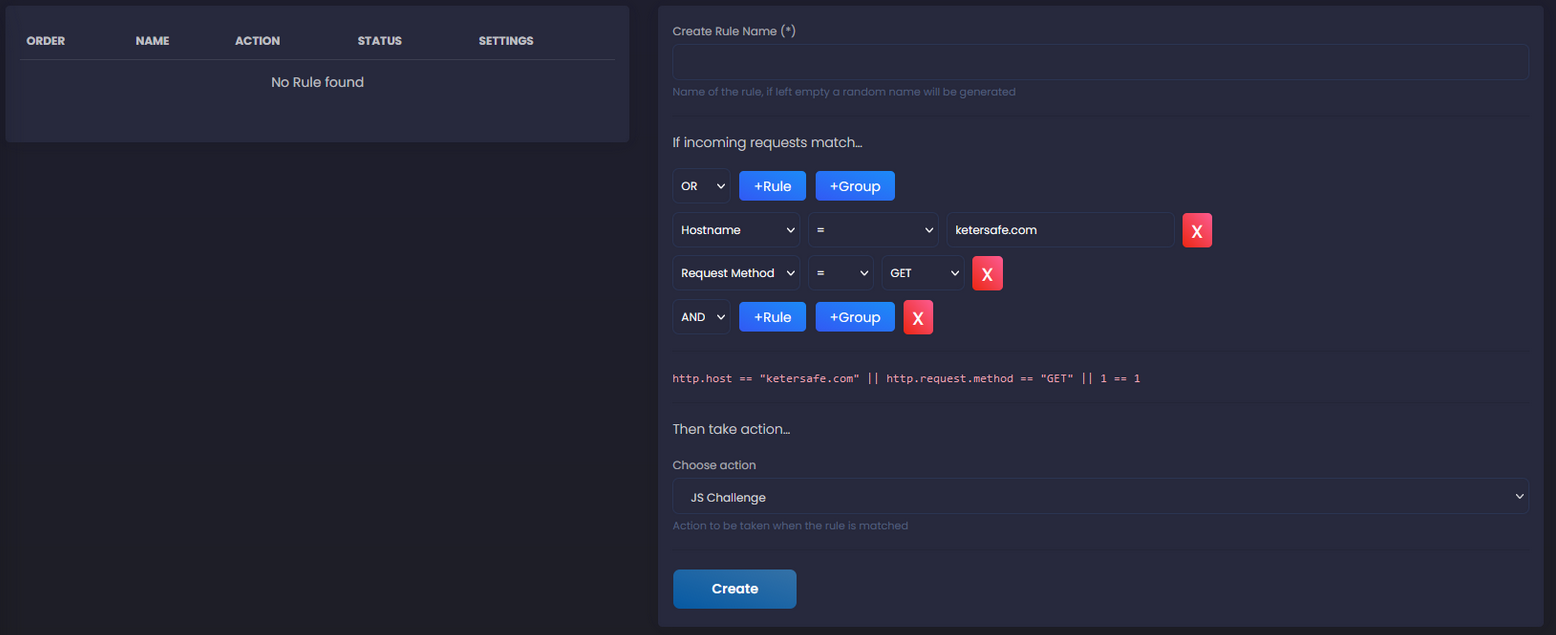 ORDER NAME ACTION STATUS SETTINGS
No Rule found
Create Rule Name (*)
Name of the rule, if left empty a random name will be generated
If incoming requests match...
OR +Rule +Group
Hostname = ketersafe.com X
Request Method = GET X
AND +Rule +Group X
http.host == "ketersafe.com" || http.request.method == "GET" || 1 == 1
Then take action...
Choose action
JS Challenge
Action to be taken when the rule is matched
Create